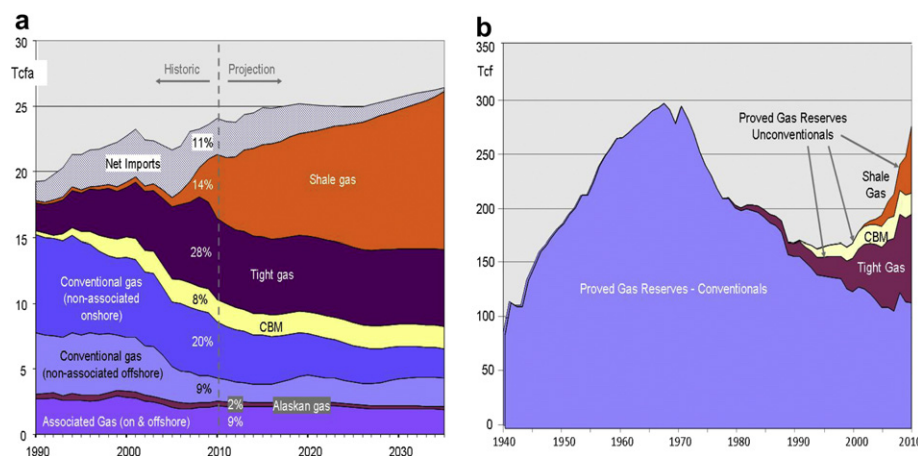 a
30
Tcfa
25
20
15
10
5
0
1990
2000
2010
2020
2030
Historic
Projection
11%
Net Imports
14%
Shale gas
28%
Tight gas
Conventional gas
(non-associated
onshore)
8%
CBM
20%
Conventional gas
(non-associated offshore)
9%
2%
Alaskan gas
Associated Gas (on & offshore)
9%
b
350
Tcf
300
250
200
150
100
50
0
1940
1950
1960
1970
1980
1990
2000
2010
Proved Gas Reserves
Unconventionals
Shale
Gas
CBM
Tight Gas
Proved Gas Reserves - Conventionals